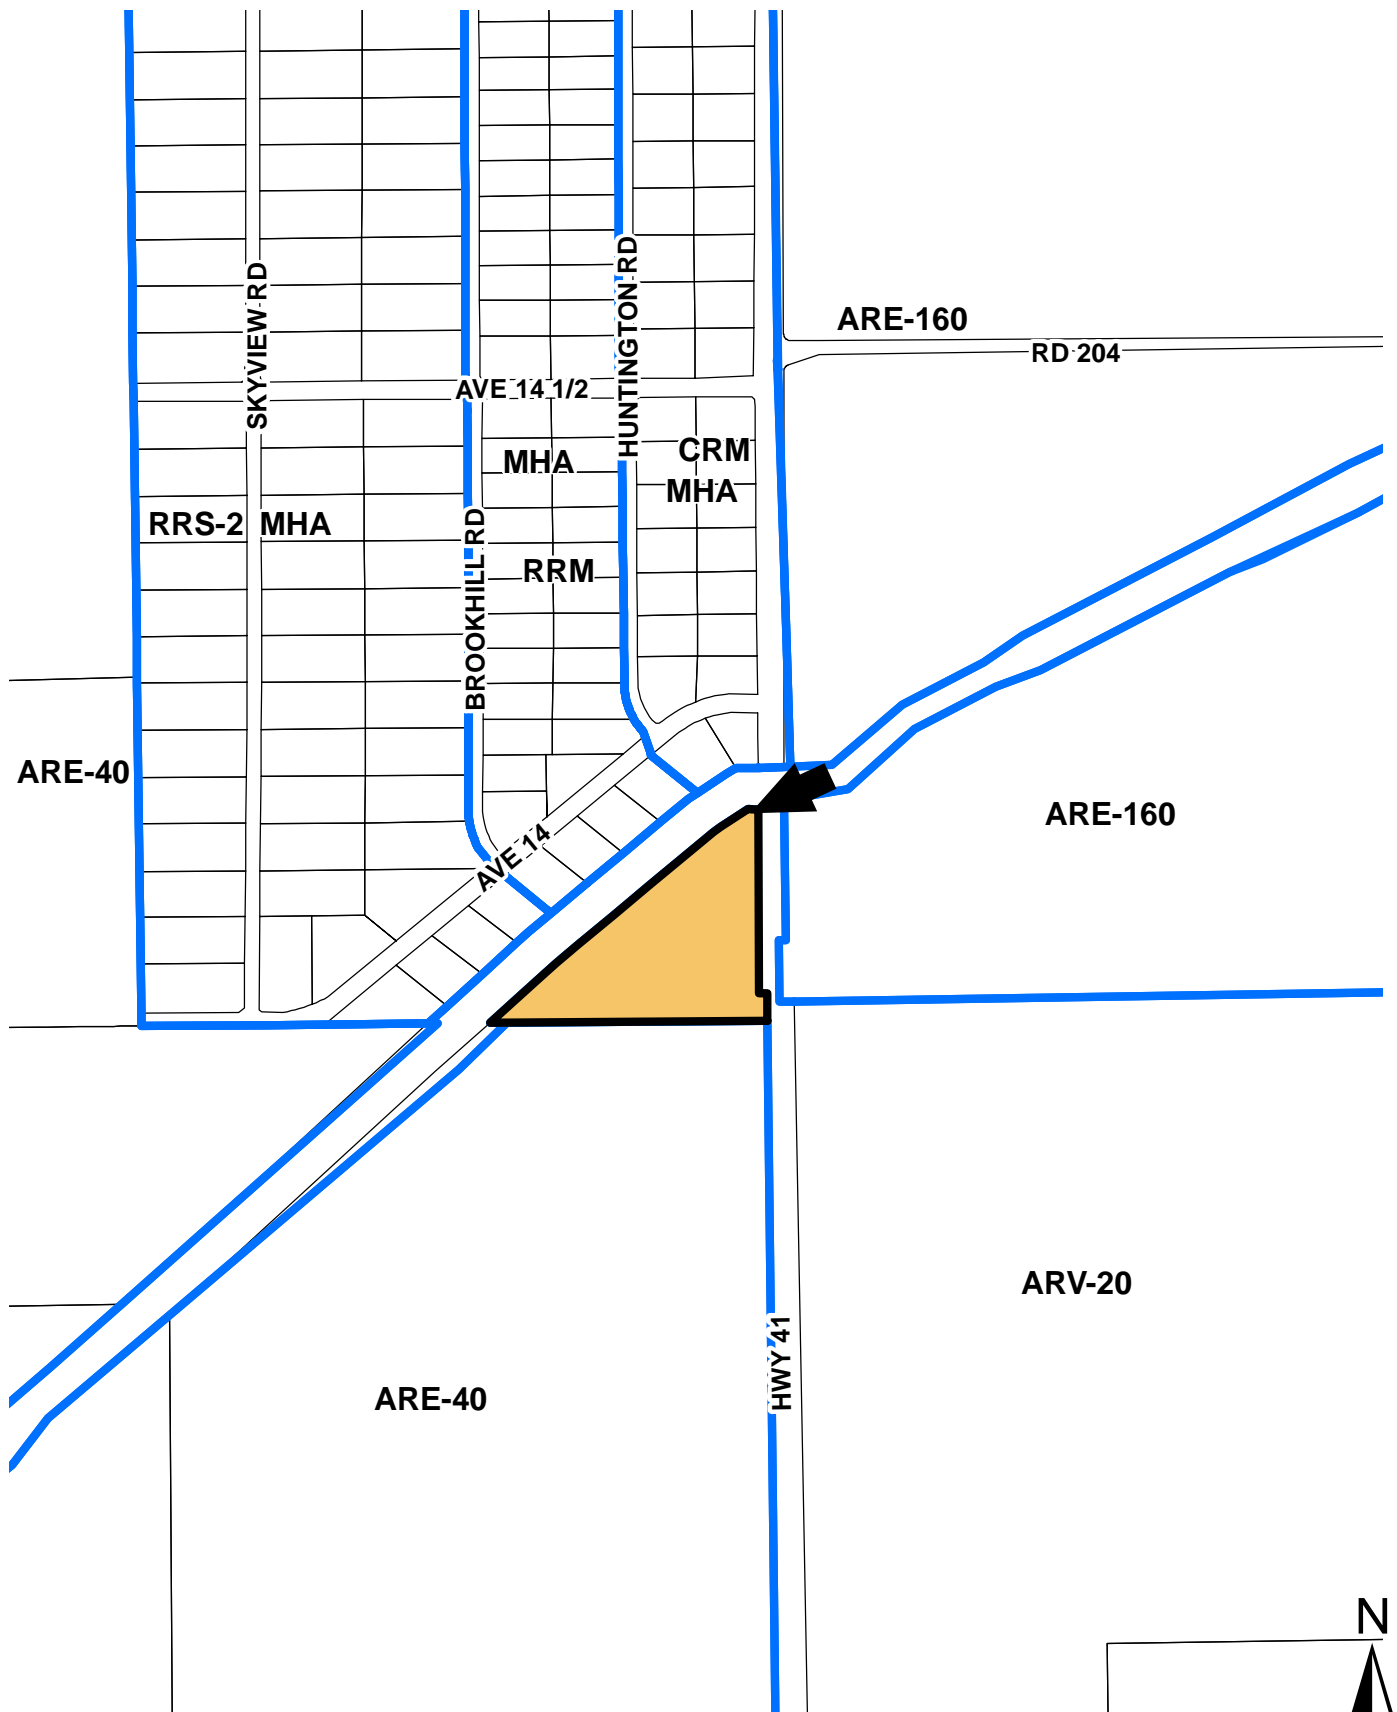 SKYVIEW RD
HUNTINGTON RD
ARE-160
RD 204
AVE 14 1/2
CRM
MHA
MHA
RRS-2 MHA
BROOKHILL RD
RRM
ARE-40
ARE-160
AVE 14
ARV-20
HWY 41
ARE-40
N